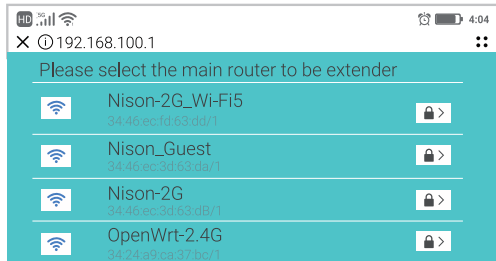 HD 5G 4:04
192.168.100.1
Please select the main router to be extender
Nison-2G_Wi-Fi5
34:46:ec:fd:63:dd/1
Nison_Guest
34:46:ec:3d:63:da/1
Nison-2G
34:46:ec:3d:63:dB/1
OpenWrt-2.4G
34:24:a9:ca:37:bc/1